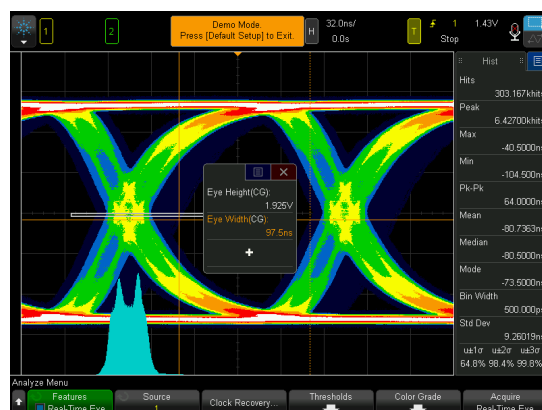 1
2
Demo Mode.
Press [Default Setup] to Exit.
H
32.0ns/
0.0s
T
1
1.43V
Stop
Hist
Hits
303.167khits
Peak
6.42700khits
Max
-40.5000ns
Min
-104.500ns
Pk-Pk
64.0000ns
Mean
-80.7363ns
Median
-80.5000ns
Mode
-73.5000ns
Bin Width
500.000ps
Std Dev
9.26019ns
u±1σ u±2σ u±3σ
64.8% 98.4% 99.8%
Eye Height(CG):
1.925V
Eye Width(CG):
97.5ns
Analyze Menu
Features
Real-Time Eye
Source
1
Clock Recovery...
Thresholds
Color Grade
Acquire
Real-Time Eye